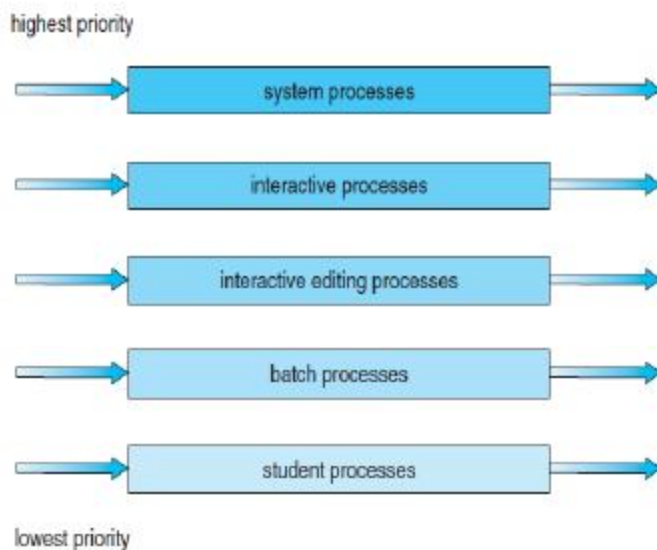 highest priority
system processes
interactive processes
interactive editing processes
batch processes
student processes
lowest priority